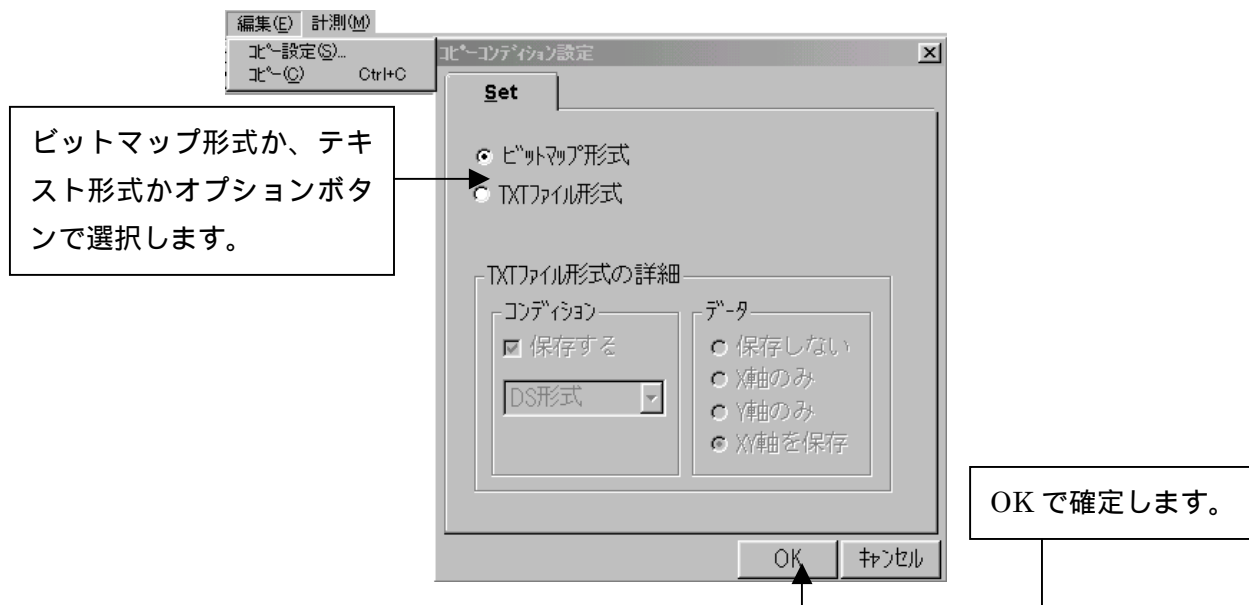 編集(E) 計測(M)
ｺﾋﾟｰ設定(S)...
ｺﾋﾟｰ(C) Ctrl+C
ｺﾋﾟｰｺﾝﾃﾞｨｼｮﾝ設定
Set
ビットマップ形式か、テキ
スト形式かオプションボタ
ンで選択します。
ﾋﾞｯﾄﾏｯﾌﾟ形式
TXTﾌｧｲﾙ形式
TXTﾌｧｲﾙ形式の詳細
ｺﾝﾃﾞｨｼｮﾝ
保存する
DS形式
ﾃﾞｰﾀ
保存しない
X軸のみ
Y軸のみ
XY軸を保存
OK で確定します。
OK
ｷｬﾝｾﾙ